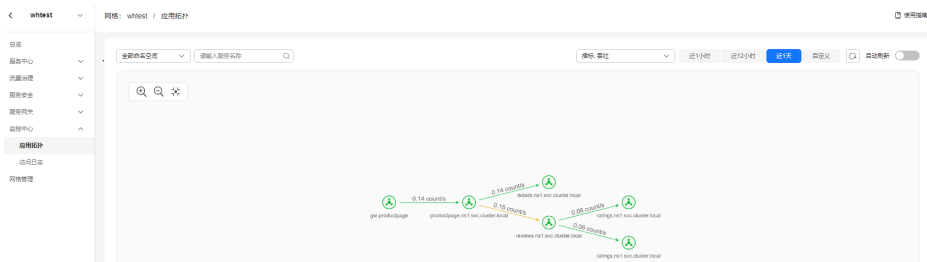 whtest
网格： whtest / 应用拓扑
使用指南
总览
服务中心
流量治理
服务安全
服务网关
监控中心
应用拓扑
访问日志
网格管理
全部命名空间
请输入服务名称
指标: 吞吐
近1小时
近12小时
近1天
自定义
自动刷新
0.14 count/s
details.ns1.svc.cluster.local
0.14 count/s
gw-productpage
productpage.ns1.svc.cluster.local
0.15 count/s
0.08 count/s
ratings.ns1.svc.cluster.local
reviews.ns1.svc.cluster.local
0.06 count/s
ratings.ns1.svc.cluster.local